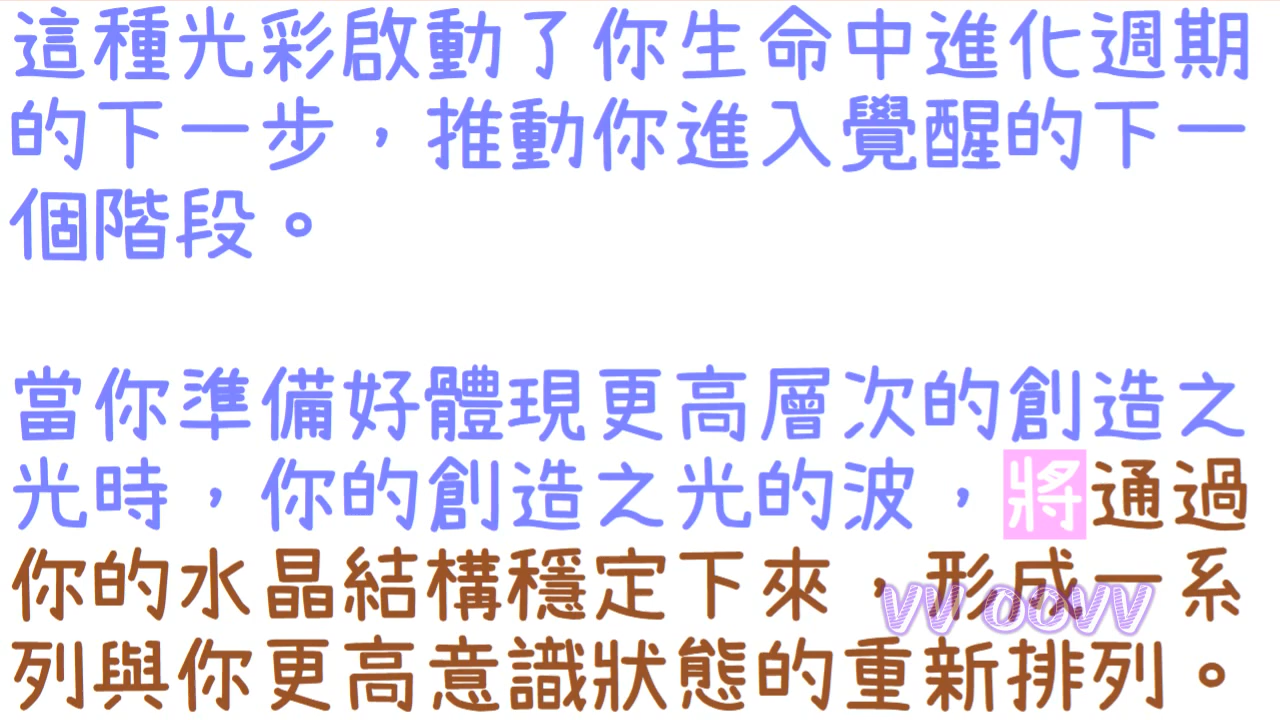 這種光彩啟動了你生命中進化週期
的下一步，推動你進入覺醒的下一
個階段。
當你準備好體現更高層次的創造之
光時，你的創造之光的波，將通過
你的水晶結構穩定下來，形成一系
列與你更高意識狀態的重新排列。
vv oovv